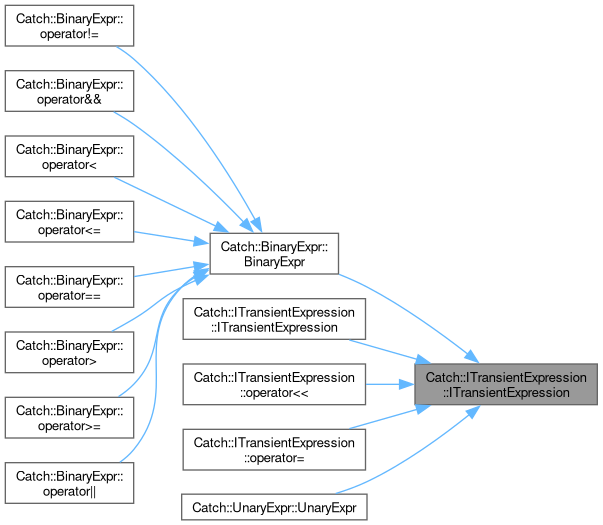 Catch::BinaryExpr::
operator!=
Catch::BinaryExpr::
operator&&
Catch::BinaryExpr::
operator<
Catch::BinaryExpr::
operator<=
Catch::BinaryExpr::
operator==
Catch::BinaryExpr::
operator>
Catch::BinaryExpr::
operator>=
Catch::BinaryExpr::
operator||
Catch::BinaryExpr::
BinaryExpr
Catch::ITransientExpression
::ITransientExpression
Catch::ITransientExpression
::operator<<
Catch::ITransientExpression
::operator=
Catch::UnaryExpr::UnaryExpr
Catch::ITransientExpression
::ITransientExpression